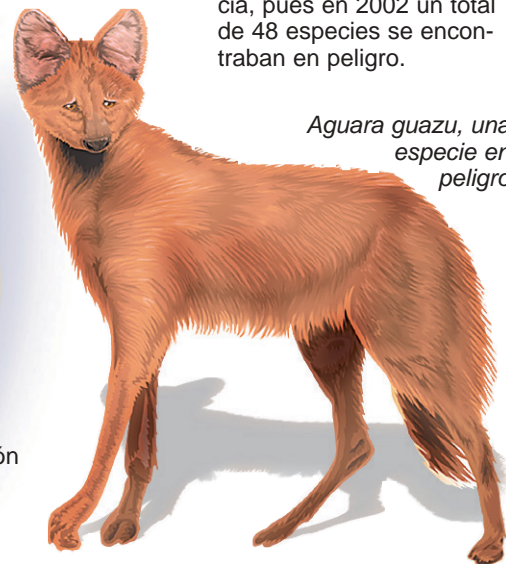 cia, pues en 2002 un total
de 48 especies se encon-
traban en peligro.
Aguara guazu, una
especie en
peligro
ón